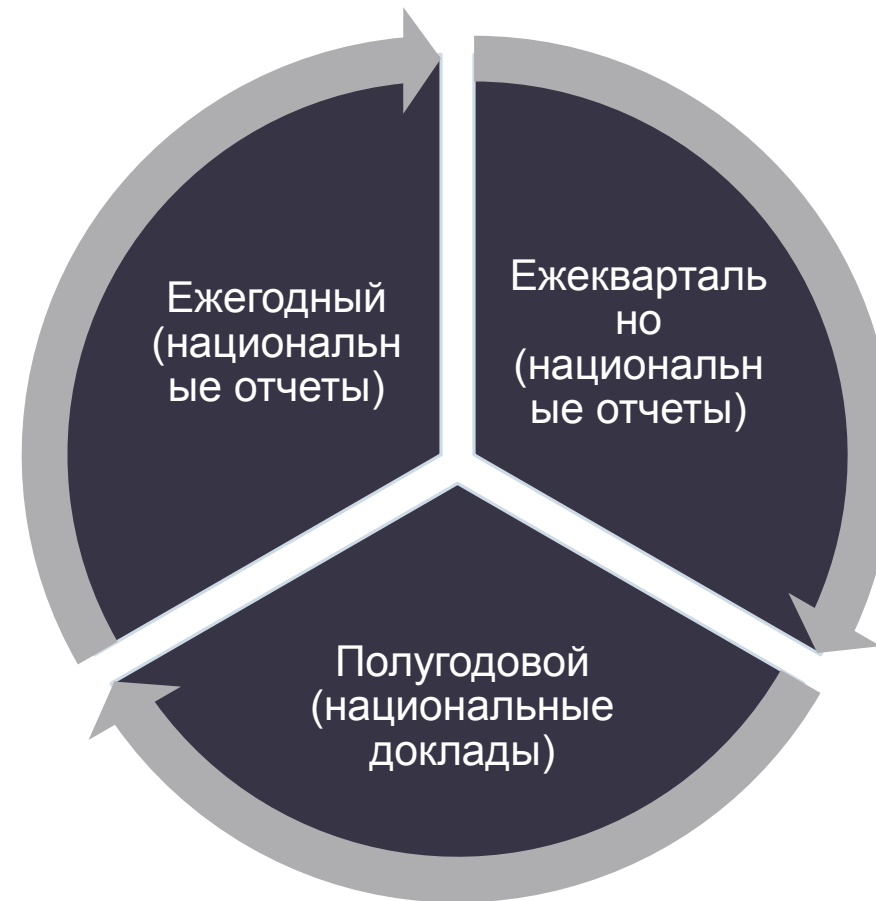 Ежегодный
(национальн
ые отчеты)
Ежекварталь
но
(национальн
ые отчеты)
Полугодовой
(национальные
доклады)